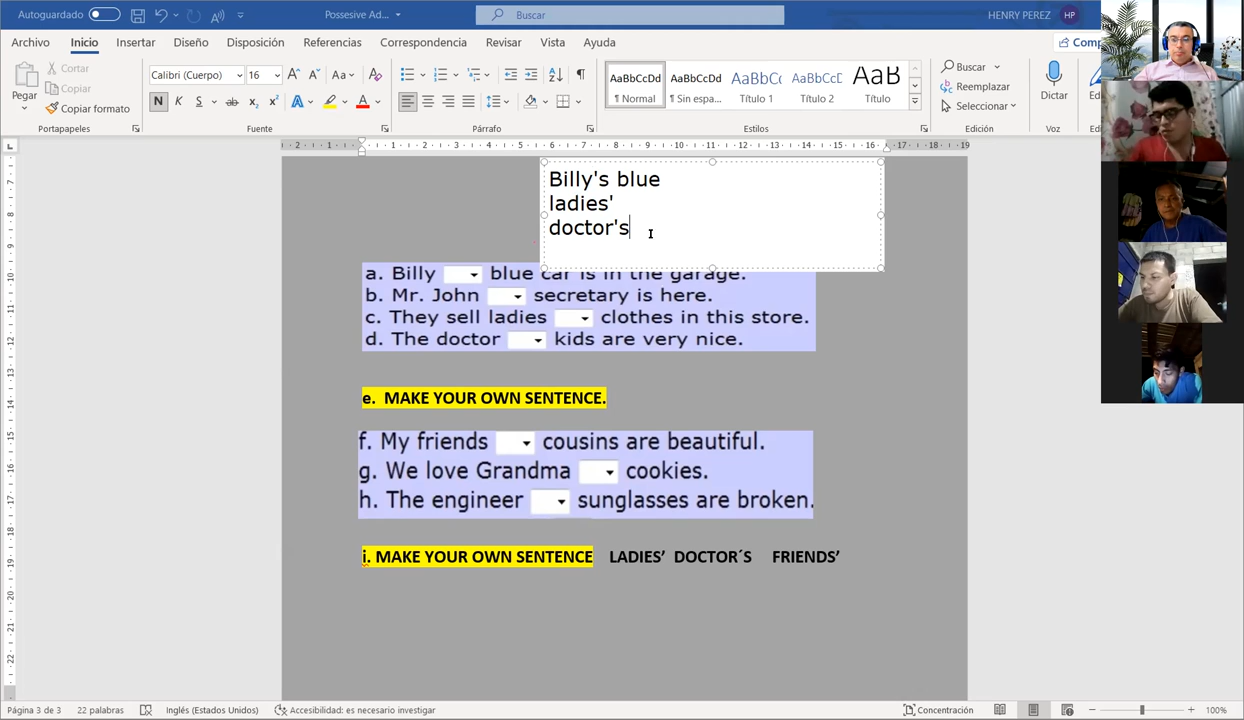 Autoguardado
Possesive Ad...
Buscar
HENRY PEREZ HP
Archivo Inicio Insertar Diseño Disposición Referencias Correspondencia Revisar Vista Ayuda
Pegar
Cortar
Copiar
Copiar formato
Portapapeles
Calibri (Cuerpo) 16
Fuente
Párrafo
AaBbCcDd AaBbCcDd AaBbC AaBbCcE AaB
¶ Normal ¶ Sin espa... Título 1 Título 2 Título
Estilos
Buscar
Reemplazar
Seleccionar
Edición
Dictar
Voz
Billy's blue
ladies'
doctor's
a. Billy blue car is in the garage.
b. Mr. John secretary is here.
c. They sell ladies clothes in this store.
d. The doctor kids are very nice.
e. MAKE YOUR OWN SENTENCE.
f. My friends cousins are beautiful.
g. We love Grandma cookies.
h. The engineer sunglasses are broken.
i. MAKE YOUR OWN SENTENCE LADIES’ DOCTOR´S FRIENDS’
Página 3 de 3 22 palabras Inglés (Estados Unidos) Accesibilidad: es necesario investigar Concentración 100%